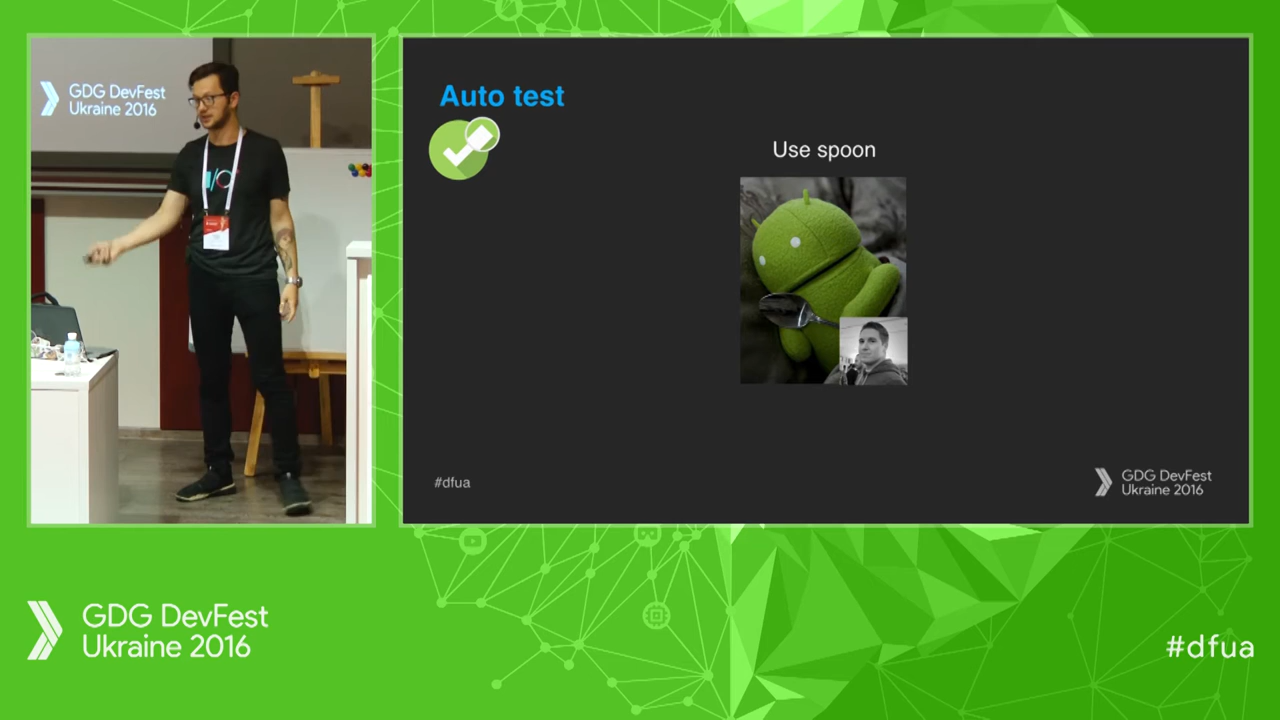 GDG DevFest
Ukraine 2016
I/O
Auto test
Use spoon
#dfua
GDG DevFest
Ukraine 2016
GDG DevFest
Ukraine 2016
#dfua